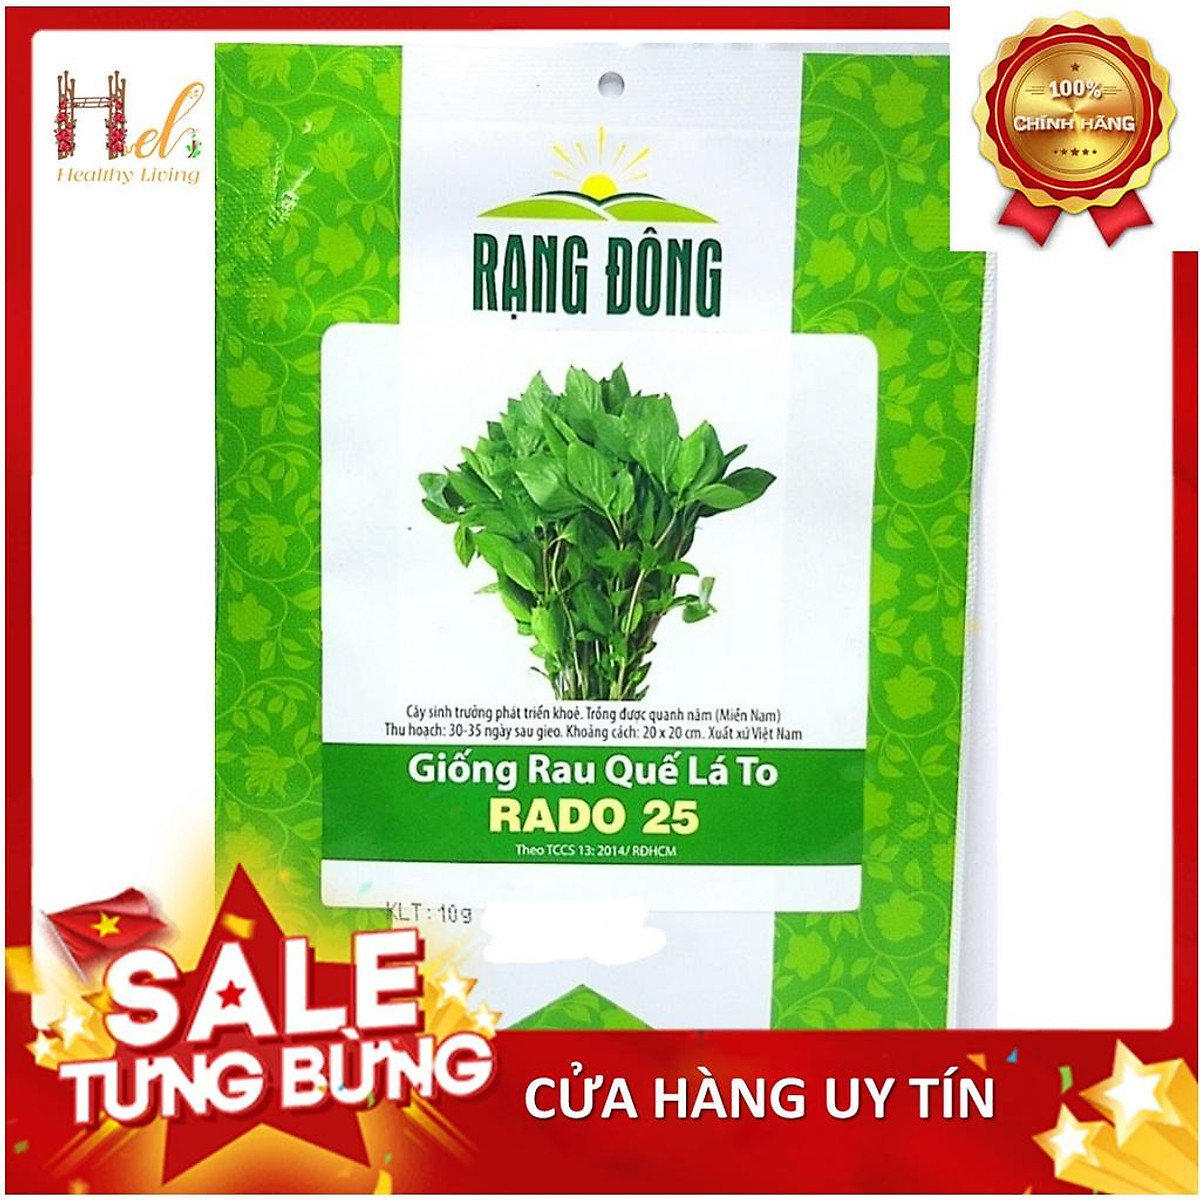 Heli
Healthy Living
100%
CHÍNH HÃNG
RẠNG ĐÔNG
Cây sinh trưởng phát triển khoẻ. Trồng được quanh năm (Miền Nam)
Thu hoạch: 30-35 ngày sau gieo. Khoảng cách: 20 x 20 cm. Xuất xứ Việt Nam
Giống Rau Quế Lá To
RADO 25
Theo TCCS 13: 2014/ RĐHCM
KLT : 10g
SALE
TƯNG BỪNG
CỬA HÀNG UY TÍN